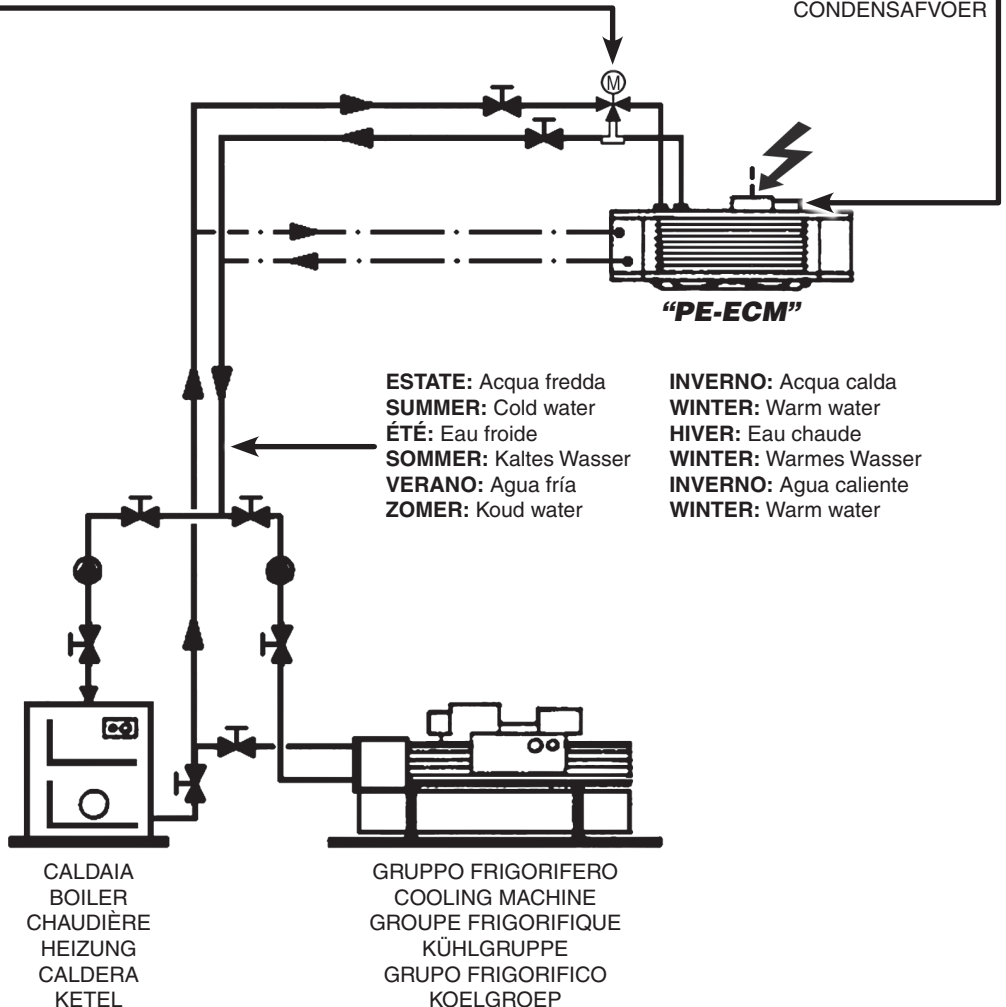 CONDENSAFVOER
M
“PE-ECM”
ESTATE: Acqua fredda
SUMMER: Cold water
ÉTÉ: Eau froide
SOMMER: Kaltes Wasser
VERANO: Agua fría
ZOMER: Koud water
INVERNO: Acqua calda
WINTER: Warm water
HIVER: Eau chaude
WINTER: Warmes Wasser
INVERNO: Agua caliente
WINTER: Warm water
CALDAIA
BOILER
CHAUDIÈRE
HEIZUNG
CALDERA
KETEL
GRUPPO FRIGORIFERO
COOLING MACHINE
GROUPE FRIGORIFIQUE
KÜHLGRUPPE
GRUPO FRIGORIFICO
KOELGROEP